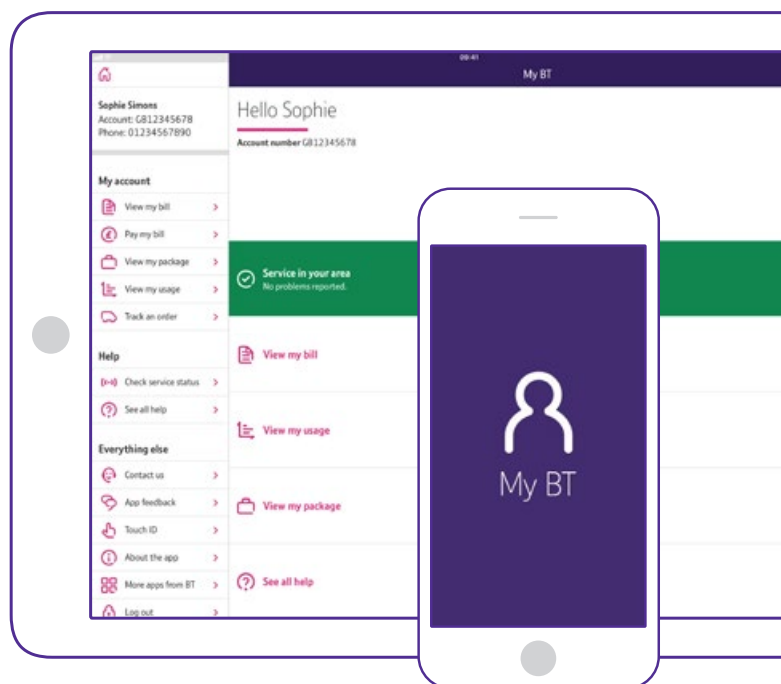 09:41
My BT
Sophie Simons
Account: GB12345678
Phone: 01234567890
My account
View my bill
Pay my bill
View my package
View my usage
Track an order
Help
Check service status
See all help
Everything else
Contact us
App feedback
Touch ID
About the app
More apps from BT
Log out
Hello Sophie
Account number GB12345678
Service in your area
No problems reported.
View my bill
View my usage
View my package
See all help
My BT